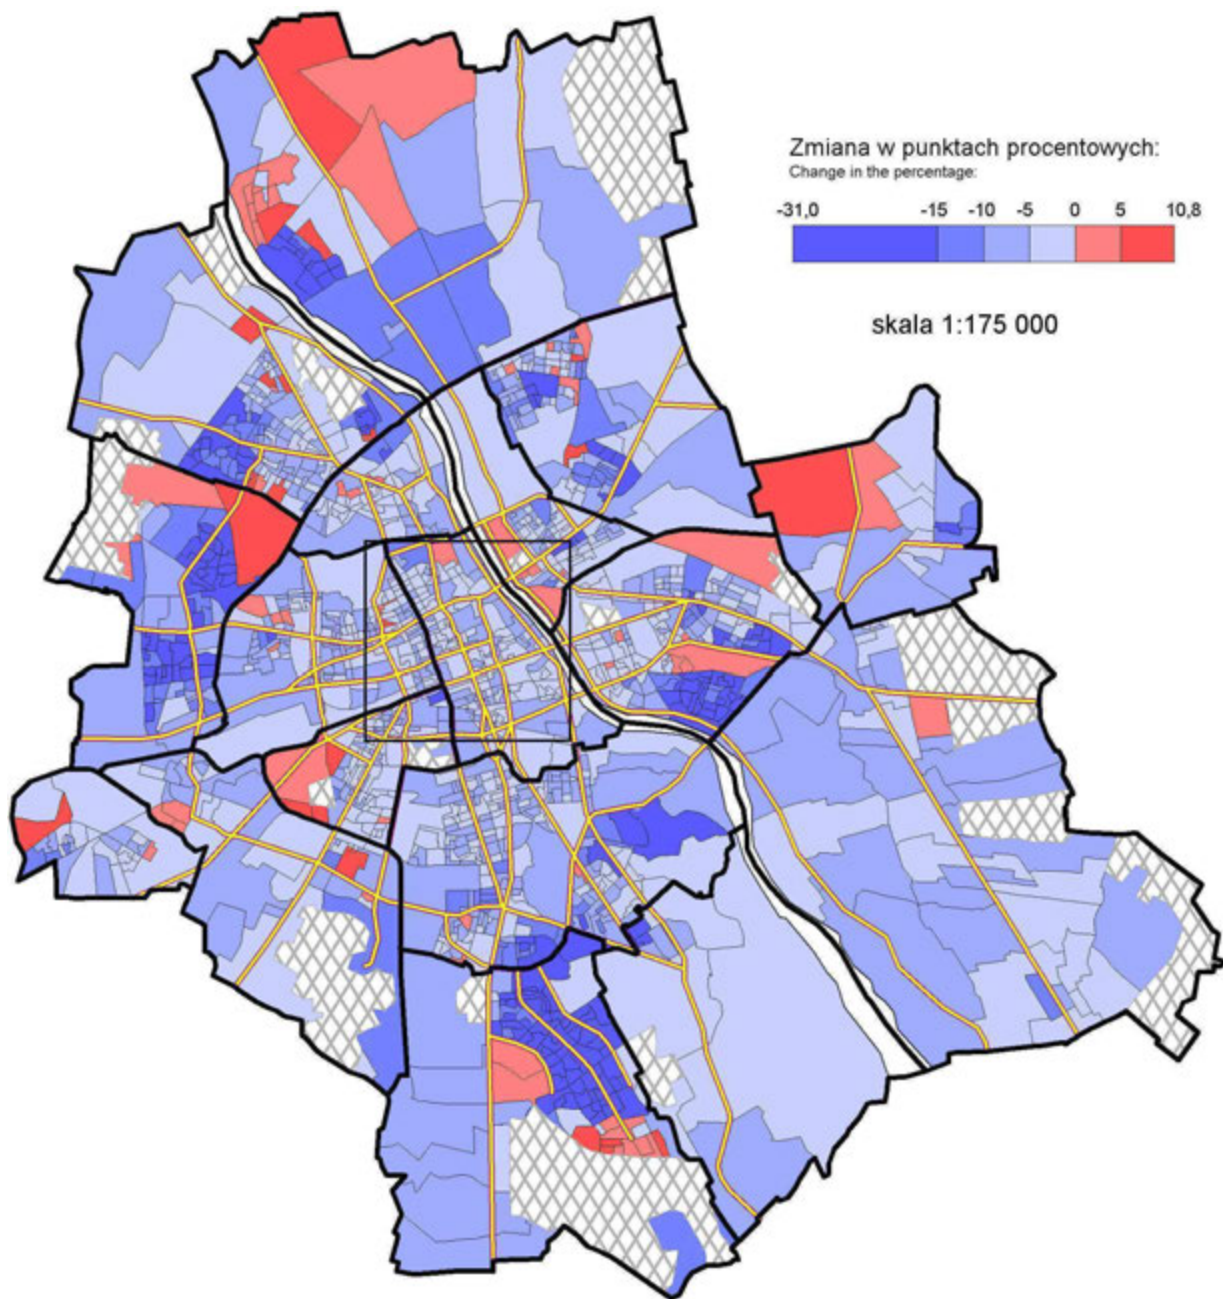 Zmiana w punktach procentowych:
Change in the percentage:
-31,0 -15 -10 -5 0 5 10,8
skala 1:175 000